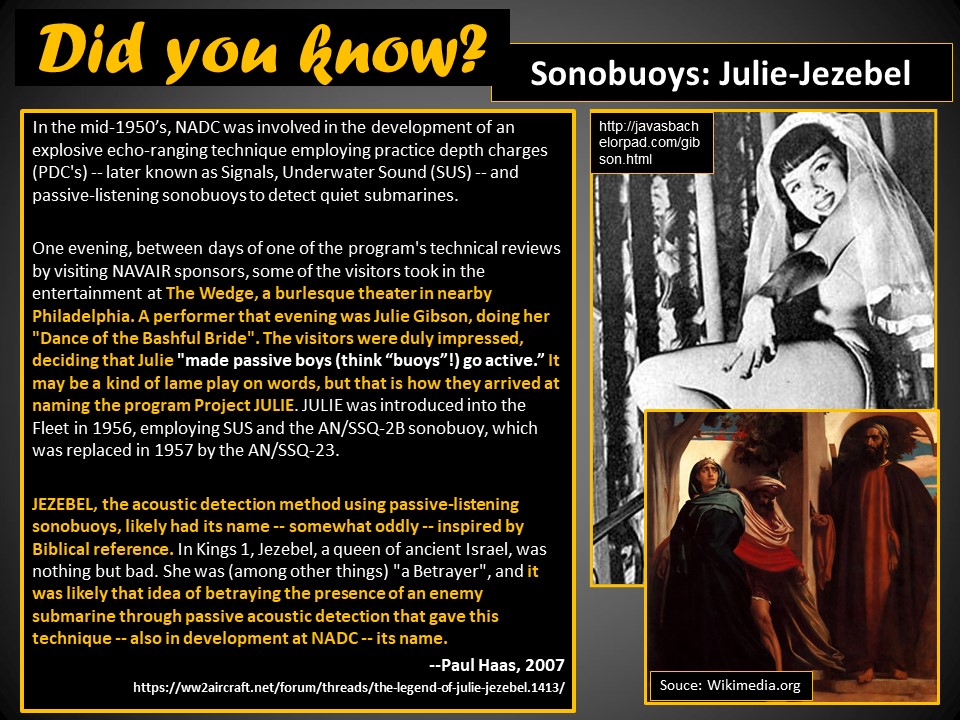 Did you know?
Sonobuoys: Julie-Jezebel
In the mid-1950’s, NADC was involved in the development of an
explosive echo-ranging technique employing practice depth charges
(PDC's) -- later known as Signals, Underwater Sound (SUS) -- and
passive-listening sonobuoys to detect quiet submarines.
One evening, between days of one of the program's technical reviews
by visiting NAVAIR sponsors, some of the visitors took in the
entertainment at The Wedge, a burlesque theater in nearby
Philadelphia. A performer that evening was Julie Gibson, doing her
"Dance of the Bashful Bride". The visitors were duly impressed,
deciding that Julie "made passive boys (think “buoys”!) go active.” It
may be a kind of lame play on words, but that is how they arrived at
naming the program Project JULIE. JULIE was introduced into the
Fleet in 1956, employing SUS and the AN/SSQ-2B sonobuoy, which
was replaced in 1957 by the AN/SSQ-23.
JEZEBEL, the acoustic detection method using passive-listening
sonobuoys, likely had its name -- somewhat oddly -- inspired by
Biblical reference. In Kings 1, Jezebel, a queen of ancient Israel, was
nothing but bad. She was (among other things) "a Betrayer", and it
was likely that idea of betraying the presence of an enemy
submarine through passive acoustic detection that gave this
technique -- also in development at NADC -- its name.
--Paul Haas, 2007
https://ww2aircraft.net/forum/threads/the-legend-of-julie-jezebel.1413/
http://javasbach
elorpad.com/gib
son.html
Souce: Wikimedia.org